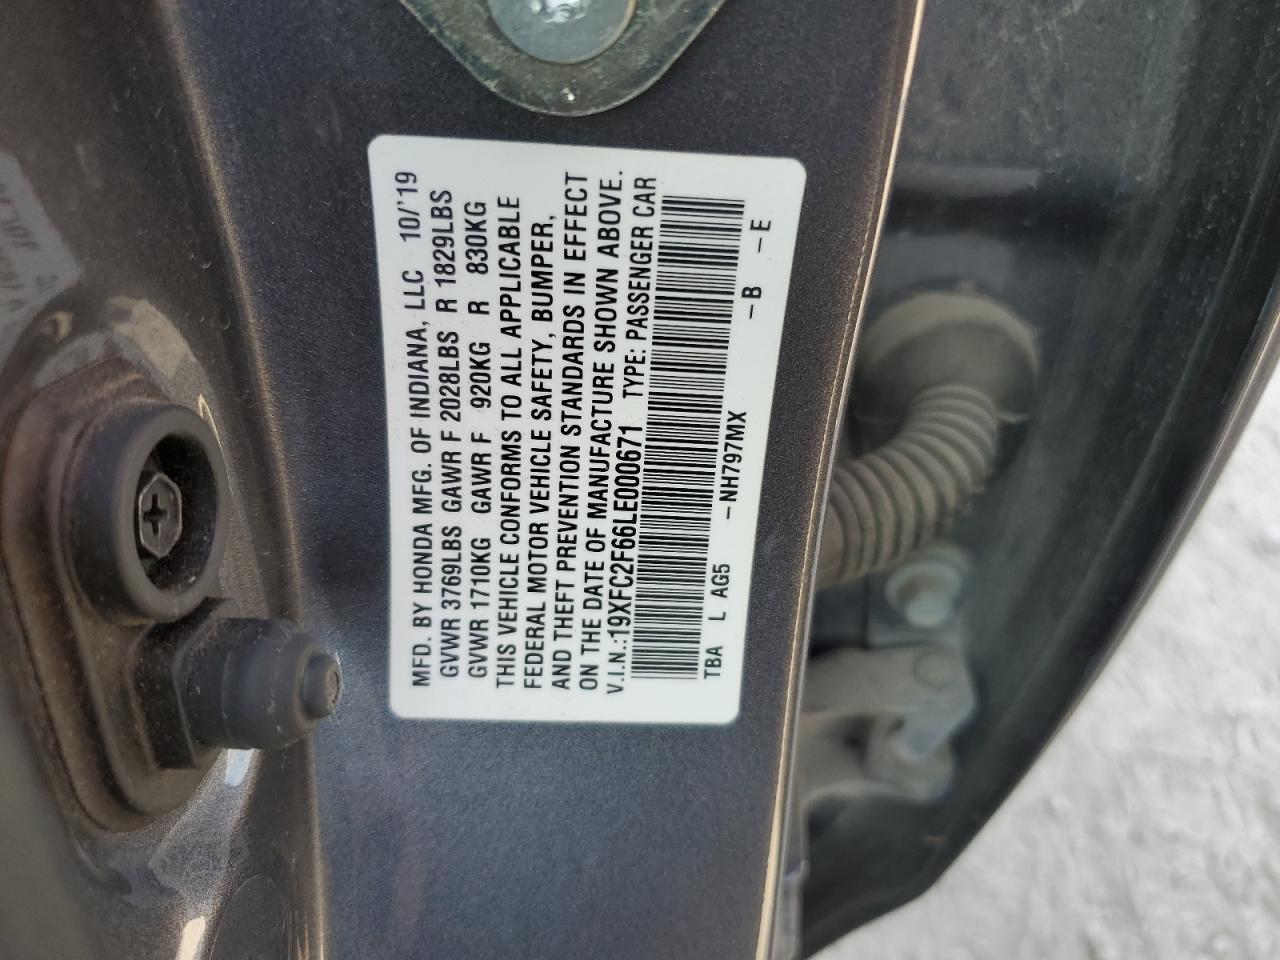 MFD. BY HONDA MFG. OF INDIANA, LLC 10/'19
GVWR 3769LBS GAWR F 2028LBS R 1829LBS
GVWR 1710KG GAWR F 920KG R 830KG
THIS VEHICLE CONFORMS TO ALL APPLICABLE
FEDERAL MOTOR VEHICLE SAFETY, BUMPER,
AND THEFT PREVENTION STANDARDS IN EFFECT
ON THE DATE OF MANUFACTURE SHOWN ABOVE.
V.I.N.:19XFC2F66LE000671 TYPE: PASSENGER CAR
TBA L AG5 -NH797MX -B -E